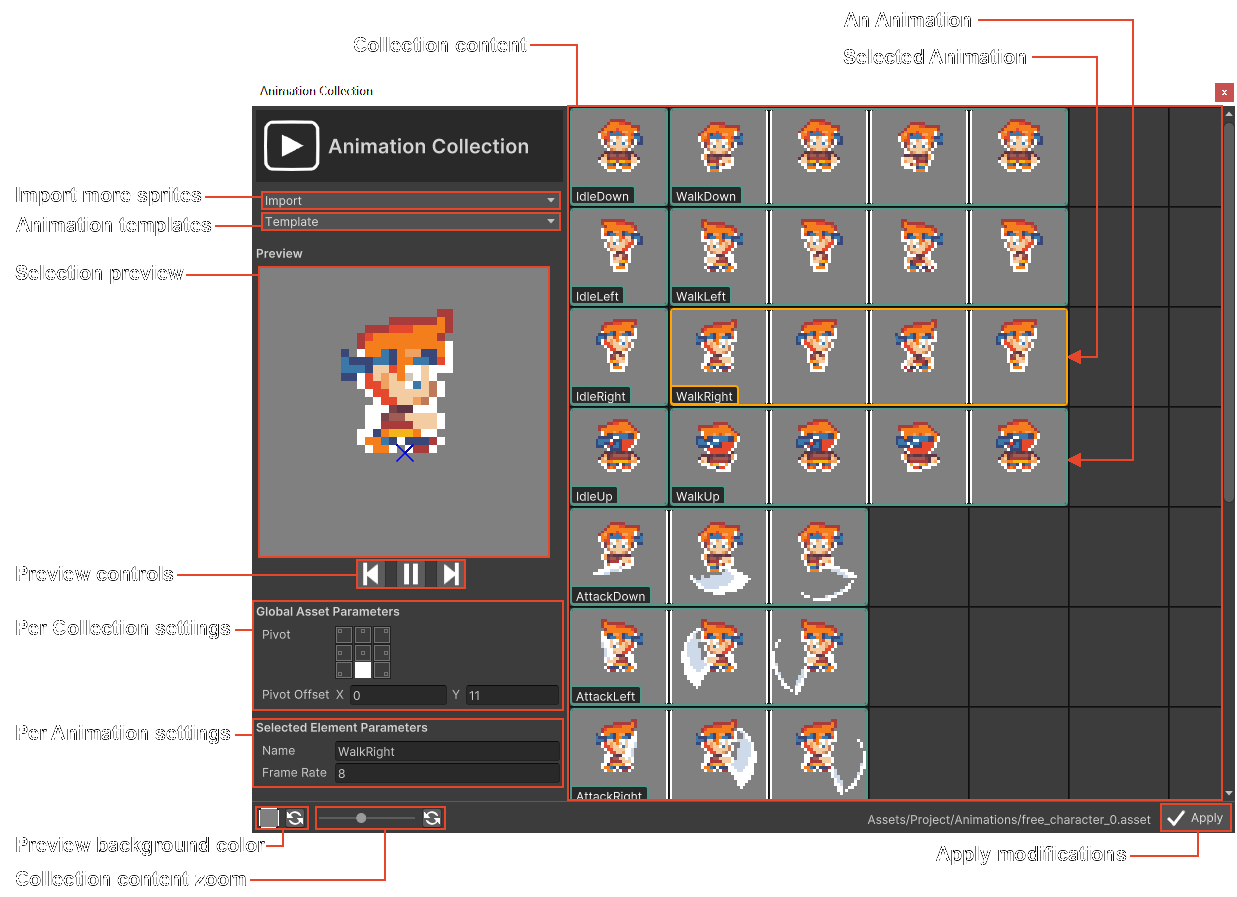 An Animation
Collection content
Selected Animation
Animation Collection
x
Animation Collection
Import more sprites
Import
Animation templates
Template
Preview
Selection preview
IdleDown
WalkDown
IdleLeft
WalkLeft
IdleRight
WalkRight
IdleUp
WalkUp
AttackDown
AttackLeft
AttackRight
Preview controls
Global Asset Parameters
Per Collection settings
Pivot
Pivot Offset X 0 Y 11
Per Animation settings
Selected Element Parameters
Name WalkRight
Frame Rate 8
Assets/Project/Animations/free_character_0.asset
Apply
Preview background color
Apply modifications
Collection content zoom